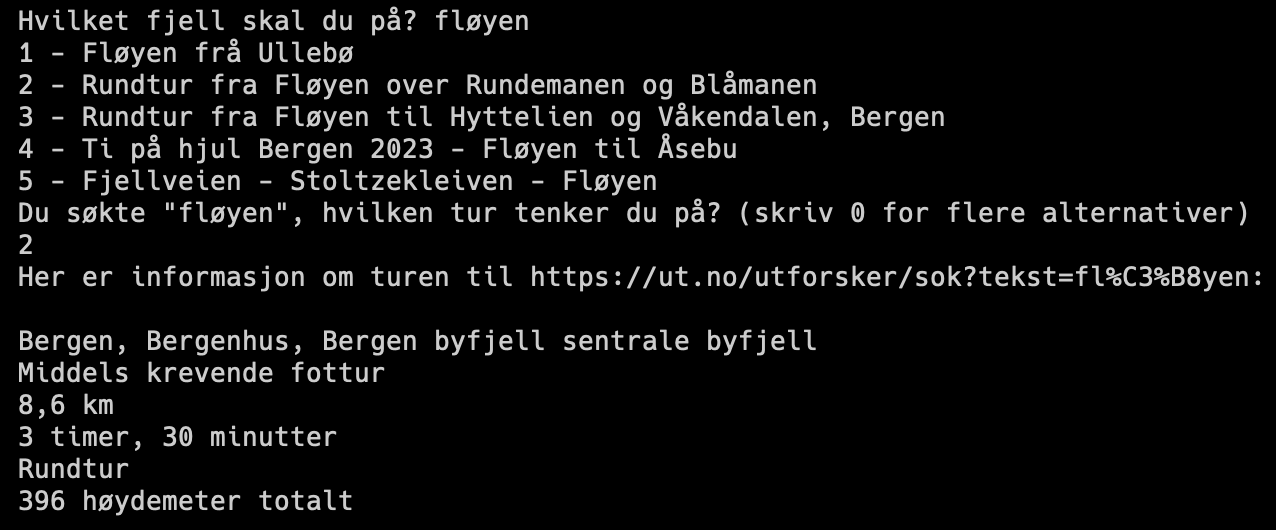 Hvilket fjell skal du på? fløyen
1 - Fløyen frå Ullebø
2 - Rundtur fra Fløyen over Rundemanen og Blåmanen
3 - Rundtur fra Fløyen til Hyttelien og Våkendalen, Bergen
4 - Ti på hjul Bergen 2023 - Fløyen til Åsebu
5 - Fjellveien - Stoltzekleiven - Fløyen
Du søkte "fløyen", hvilken tur tenker du på? (skriv 0 for flere alternativer)
2
Her er informasjon om turen til https://ut.no/utforsker/sok?tekst=fl%C3%B8yen:
Bergen, Bergenhus, Bergen byfjell sentrale byfjell
Middels krevende fottur
8,6 km
3 timer, 30 minutter
Rundtur
396 høydemeter totalt